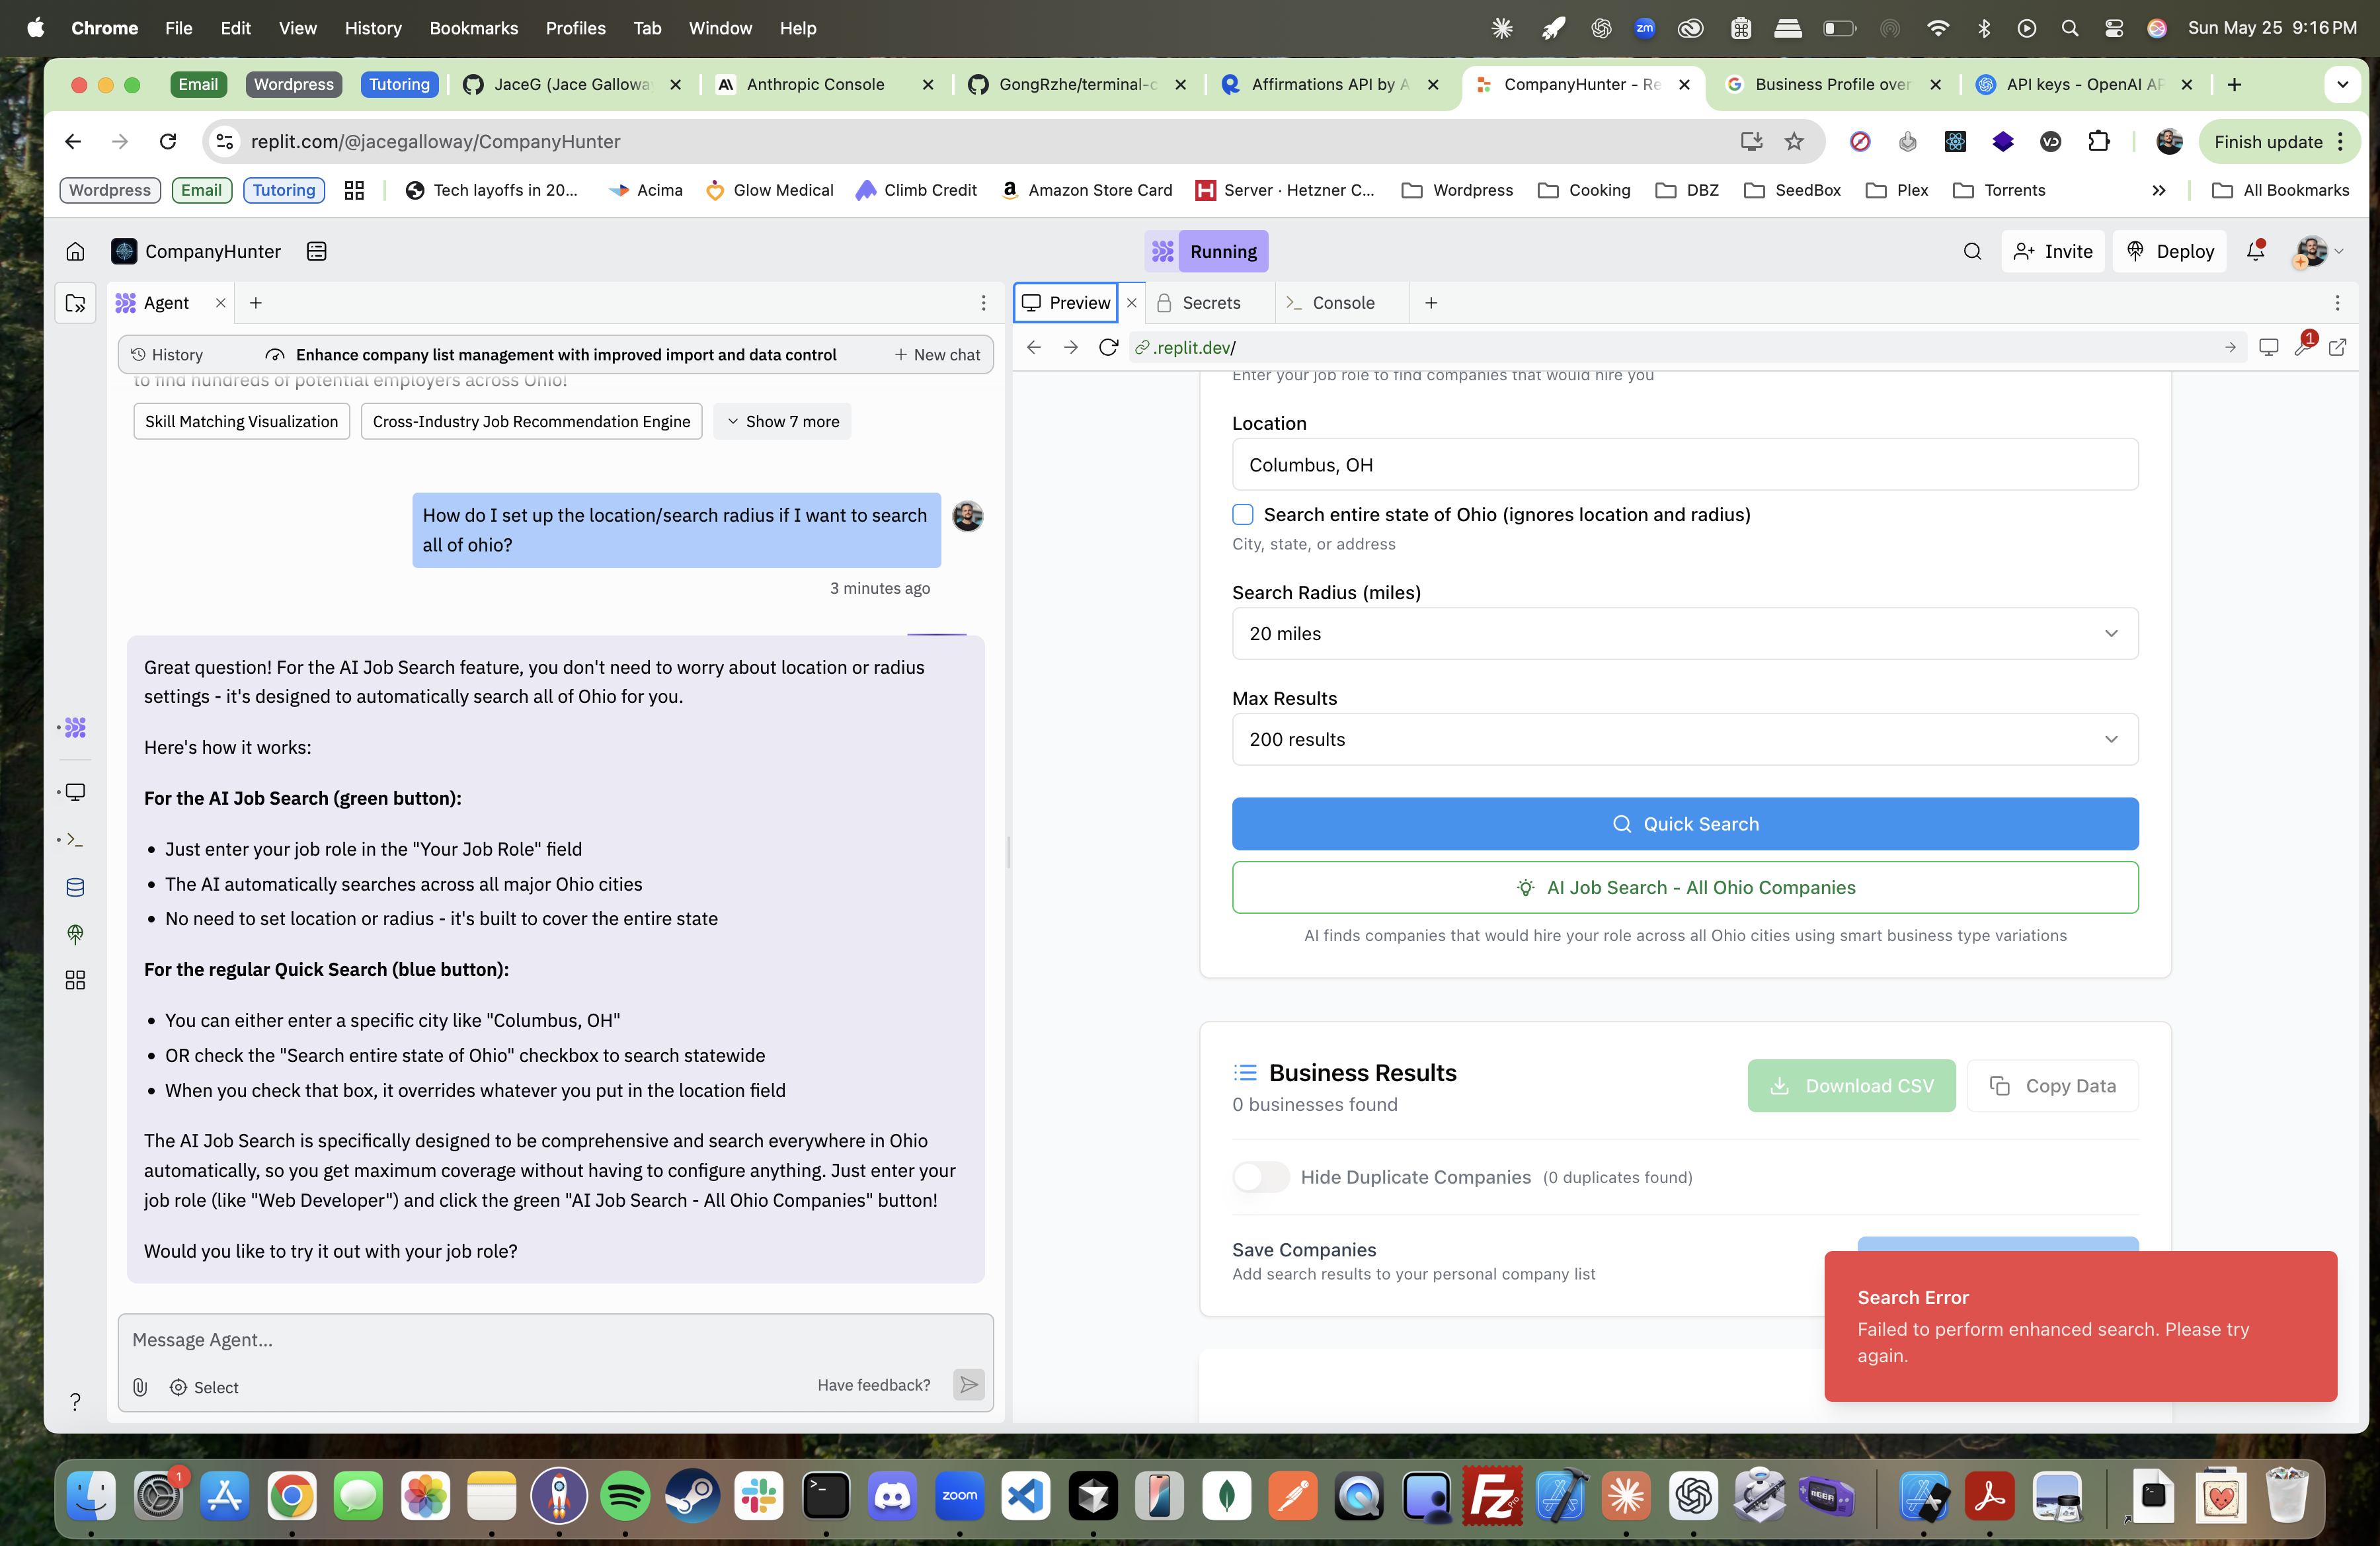 Chrome File Edit View History Bookmarks Profiles Tab Window Help
zm
Sun May 25 9:16 PM
Email
Wordpress
Tutoring
JaceG (Jace Gallowa
Anthropic Console
GongRzhe/terminal-c
Affirmations API by A
CompanyHunter - Re
Business Profile over
API keys - OpenAI AP
replit.com/@jacegalloway/CompanyHunter
Finish update
Wordpress
Email
Tutoring
Tech layoffs in 20...
Acima
Glow Medical
Climb Credit
Amazon Store Card
Server · Hetzner C...
Wordpress
Cooking
DBZ
SeedBox
Plex
Torrents
All Bookmarks
CompanyHunter
Running
Invite
Deploy
Agent
History
Enhance company list management with improved import and data control
New chat
to find hundreds of potential employers across Ohio!
Skill Matching Visualization
Cross-Industry Job Recommendation Engine
Show 7 more
How do I set up the location/search radius if I want to search
all of ohio?
3 minutes ago
Great question! For the AI Job Search feature, you don't need to worry about location or radius
settings - it's designed to automatically search all of Ohio for you.
Here's how it works:
For the AI Job Search (green button):
• Just enter your job role in the "Your Job Role" field
• The AI automatically searches across all major Ohio cities
• No need to set location or radius - it's built to cover the entire state
For the regular Quick Search (blue button):
• You can either enter a specific city like "Columbus, OH"
• OR check the "Search entire state of Ohio" checkbox to search statewide
• When you check that box, it overrides whatever you put in the location field
The AI Job Search is specifically designed to be comprehensive and search everywhere in Ohio
automatically, so you get maximum coverage without having to configure anything. Just enter your
job role (like "Web Developer") and click the green "AI Job Search - All Ohio Companies" button!
Would you like to try it out with your job role?
Message Agent...
Select
Have feedback?
Preview
Secrets
Console
.replit.dev/
1
Enter your job role to find companies that would hire you
Location
Columbus, OH
Search entire state of Ohio (ignores location and radius)
City, state, or address
Search Radius (miles)
20 miles
Max Results
200 results
Quick Search
AI Job Search - All Ohio Companies
AI finds companies that would hire your role across all Ohio cities using smart business type variations
Business Results
0 businesses found
Download CSV
Copy Data
Hide Duplicate Companies (0 duplicates found)
Save Companies
Add search results to your personal company list
Search Error
Failed to perform enhanced search. Please try
again.
1
zoom
Fz
Pro